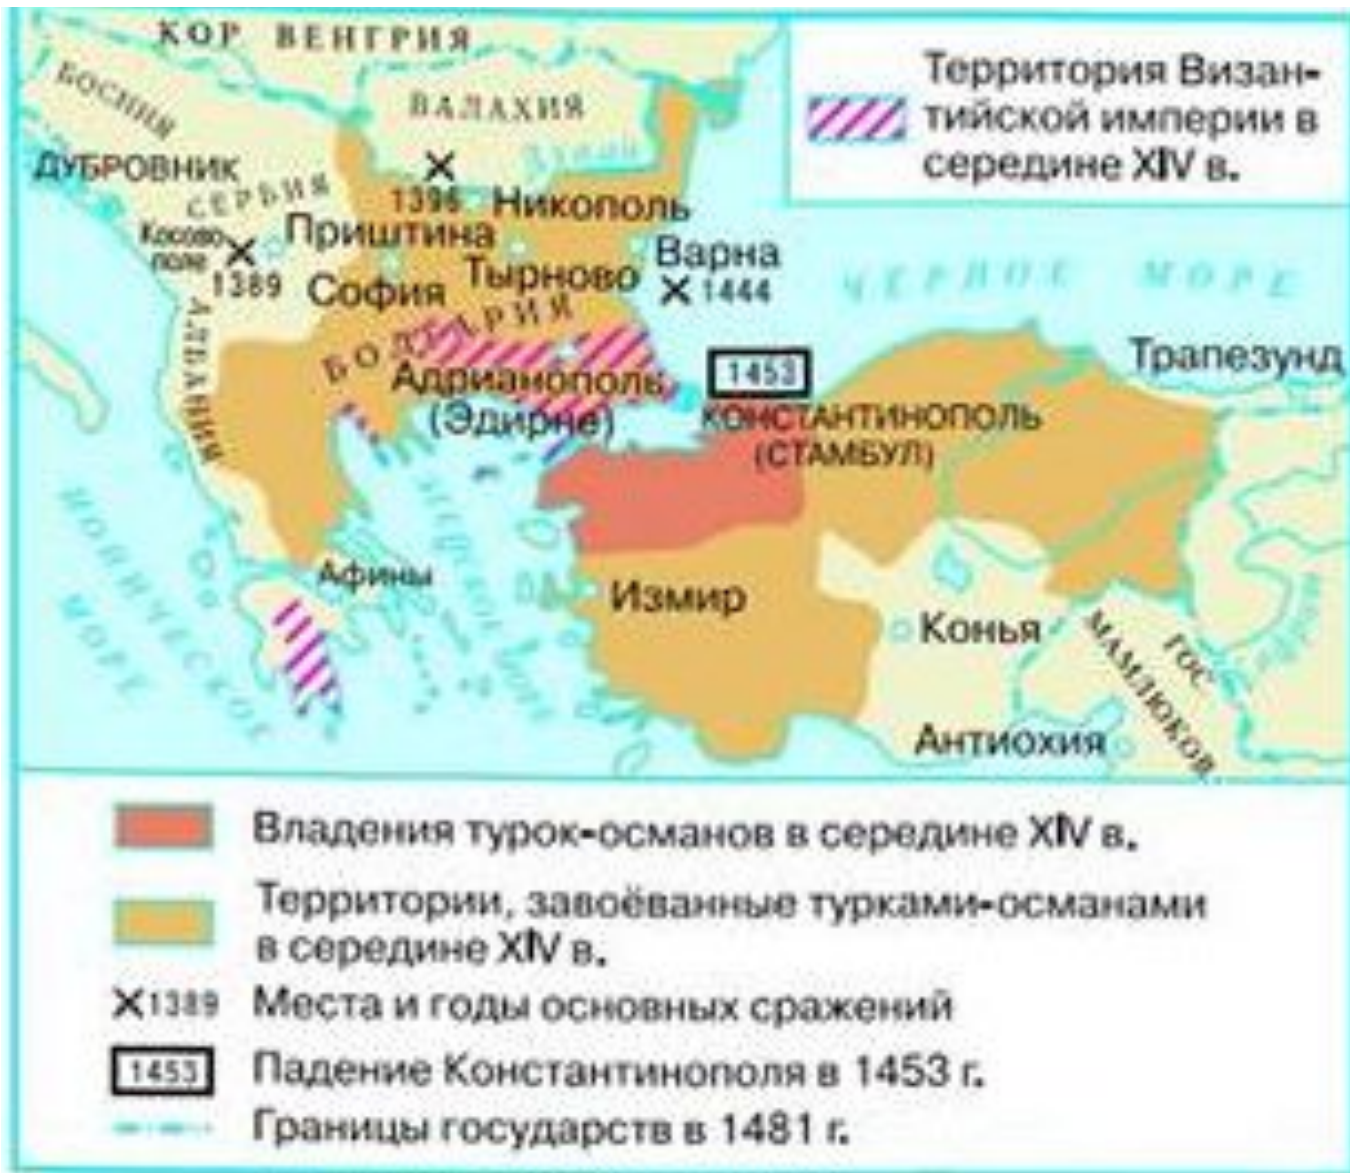 КОР ВЕНГРИЯ
БОСНИЯ
ВАЛАХИЯ
Территория Визан-
тийской империи в
середине XIV в.
ДУБРОВНИК
СЕРБИЯ
Дунай
1396
Никополь
Косово
поле
Приштина
1389
София
Тырново
Варна
1444
ЧЕРНОЕ МОРЕ
АЛБАНИЯ
БОЛГАРИЯ
Адрианополь
(Эдирне)
1453
КОНСТАНТИНОПОЛЬ
(СТАМБУЛ)
Трапезунд
ИОНИЧЕСКОЕ
МОРЕ
Афины
Измир
Конья
ГОС
МАМЛЮКОВ
Антиохия
Владения турок-османов в середине XIV в.
Территории, завоёванные турками-османами
в середине XIV в.
1389 Места и годы основных сражений
1453 Падение Константинополя в 1453 г.
Границы государств в 1481 г.